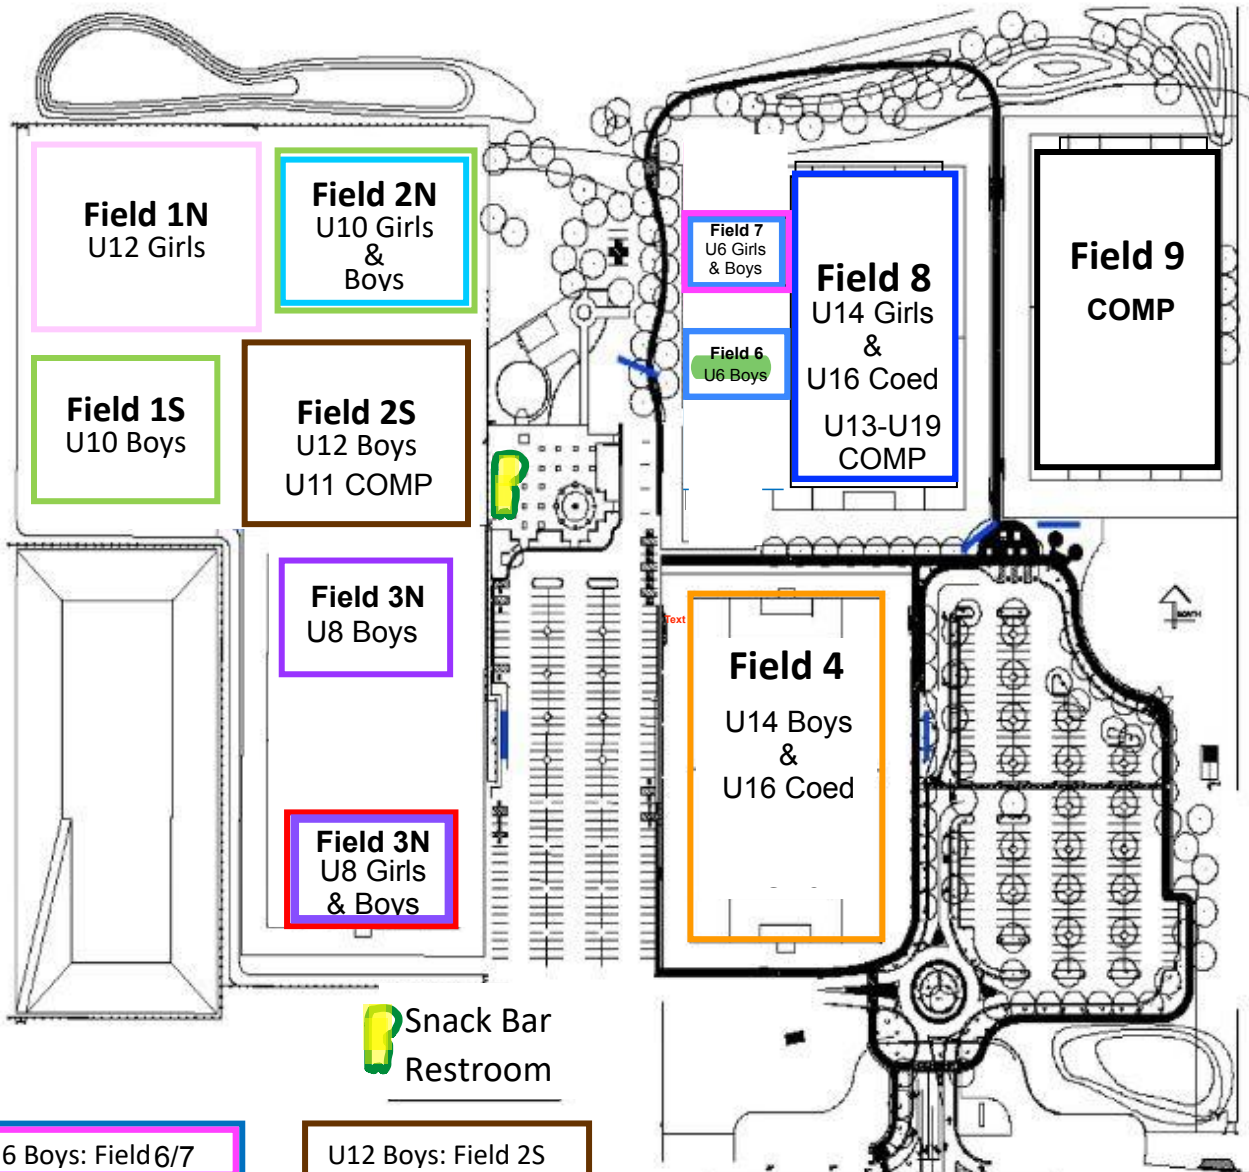 Field 1N
U12 Girls
Field 2N
U10 Girls
&
Boys
Field 7
U6 Girls
& Boys
Field 8
U14 Girls
&
U16 Coed
U13-U19
COMP
Field 9
COMP
Field 6
U6 Boys
Field 1S
U10 Boys
Field 2S
U12 Boys
U11 COMP
Field 3N
U8 Boys
Text
Field 4
U14 Boys
&
U16 Coed
NORTH
Field 3N
U8 Girls
& Boys
Snack Bar
Restroom
6 Boys: Field 6/7
U12 Boys: Field 2S